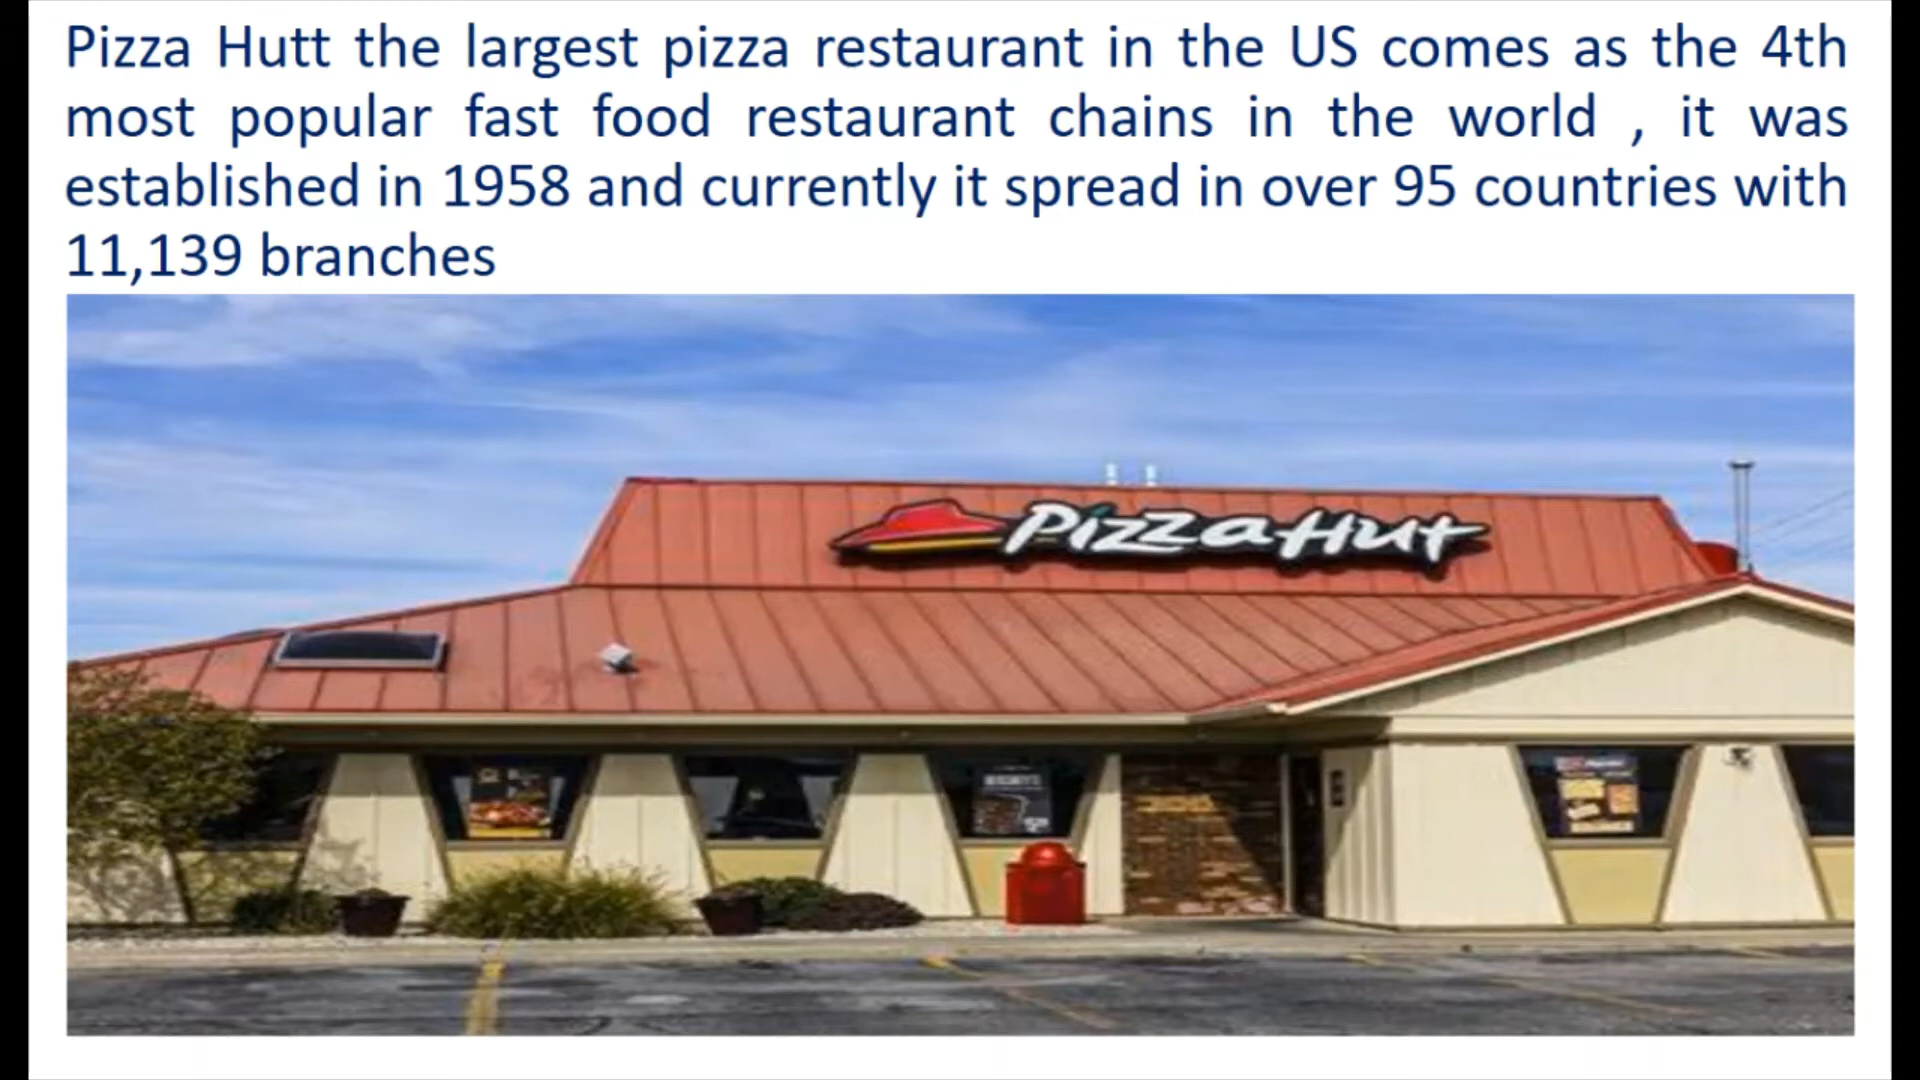 Pizza Hutt the largest pizza restaurant in the US comes as the 4th
most popular fast food restaurant chains in the world , it was
established in 1958 and currently it spread in over 95 countries with
11,139 branches
Pizza Hut